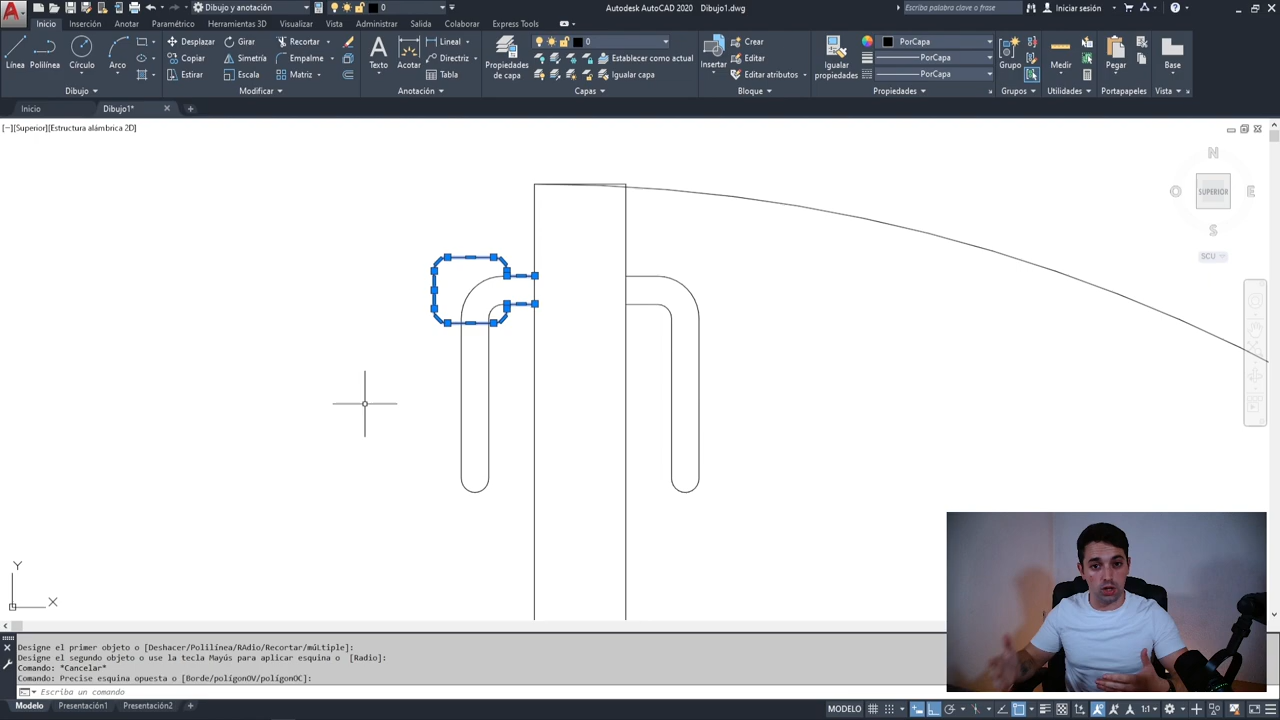 Dibujo y anotación
0
Autodesk AutoCAD 2020 Dibujo1.dwg
Escriba palabra clave o frase
Iniciar sesión
Inicio Inserción Anotar Paramétrico Herramientas 3D Visualizar Vista Administrar Salida Colaborar Express Tools
Línea Polilínea Círculo Arco
Desplazar Girar Recortar
Copiar Simetría Empalme
Estirar Escala Matriz
Texto Acotar
Lineal
Directriz
Tabla
Propiedades
de capa
0
Establecer como actual
Igualar capa
Insertar
Crear
Editar
Editar atributos
Igualar
propiedades
PorCapa
PorCapa
PorCapa
Grupo
Medir
Pegar
Base
Dibujo Modificar Anotación Capas Bloque Propiedades Grupos Utilidades Portapapeles Vista
Inicio Dibujo1*
[−][Superior][Estructura alámbrica 2D]
N
O SUPERIOR E
S
SCU
Y
X
Designe el primer objeto o [Deshacer/Polilínea/RAdio/Recortar/múLtiple]:
Designe el segundo objeto o use la tecla Mayús para aplicar esquina o [Radio]:
Comando: *Cancelar*
Comando: Precise esquina opuesta o [Borde/polígonOV/polígonOC]:
Escriba un comando
Modelo Presentación1 Presentación2
MODELO
1:1